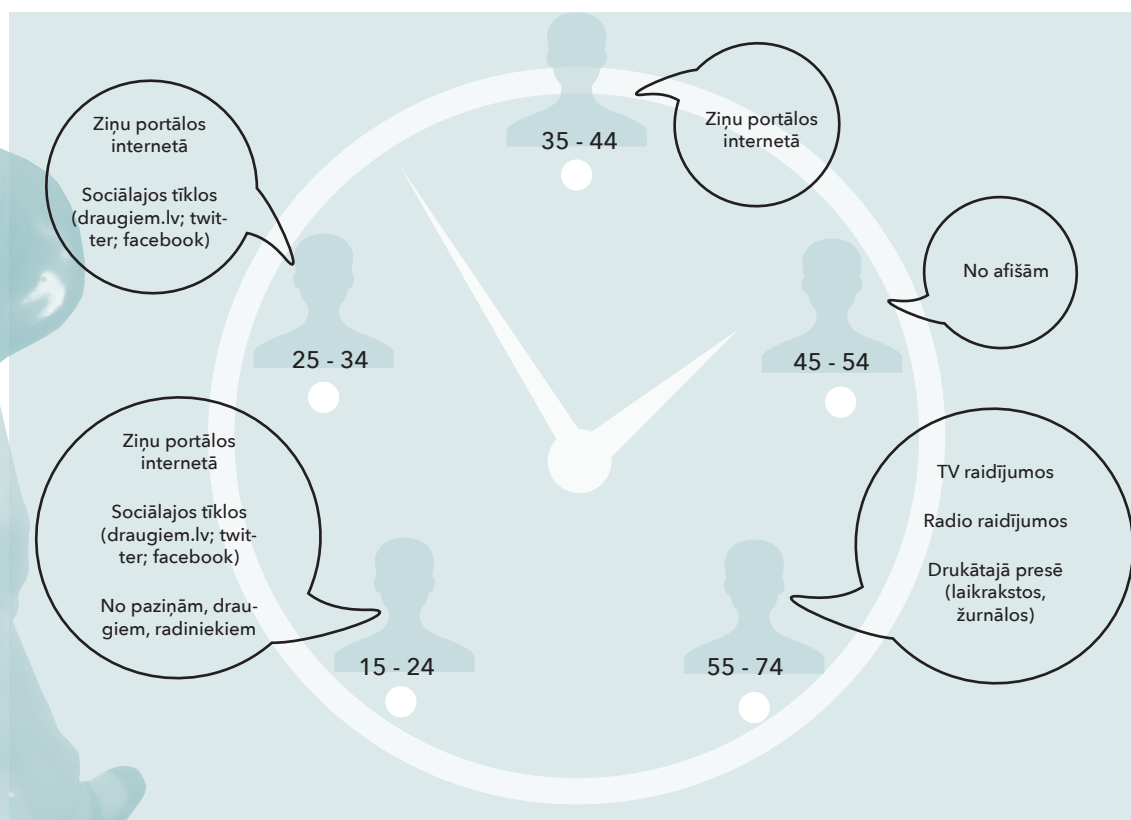 35 - 44
Ziņu portālos
internetā
Ziņu portālos
internetā
Sociālajos tīklos
(draugiem.lv; twit-
ter; facebook)
25 - 34
No afišām
45 - 54
Ziņu portālos
internetā
Sociālajos tīklos
(draugiem.lv; twit-
ter; facebook)
No paziņām, drau-
giem, radiniekiem
15 - 24
TV raidījumos
Radio raidījumos
Drukātajā presē
(laikrakstos,
žurnālos)
55 - 74